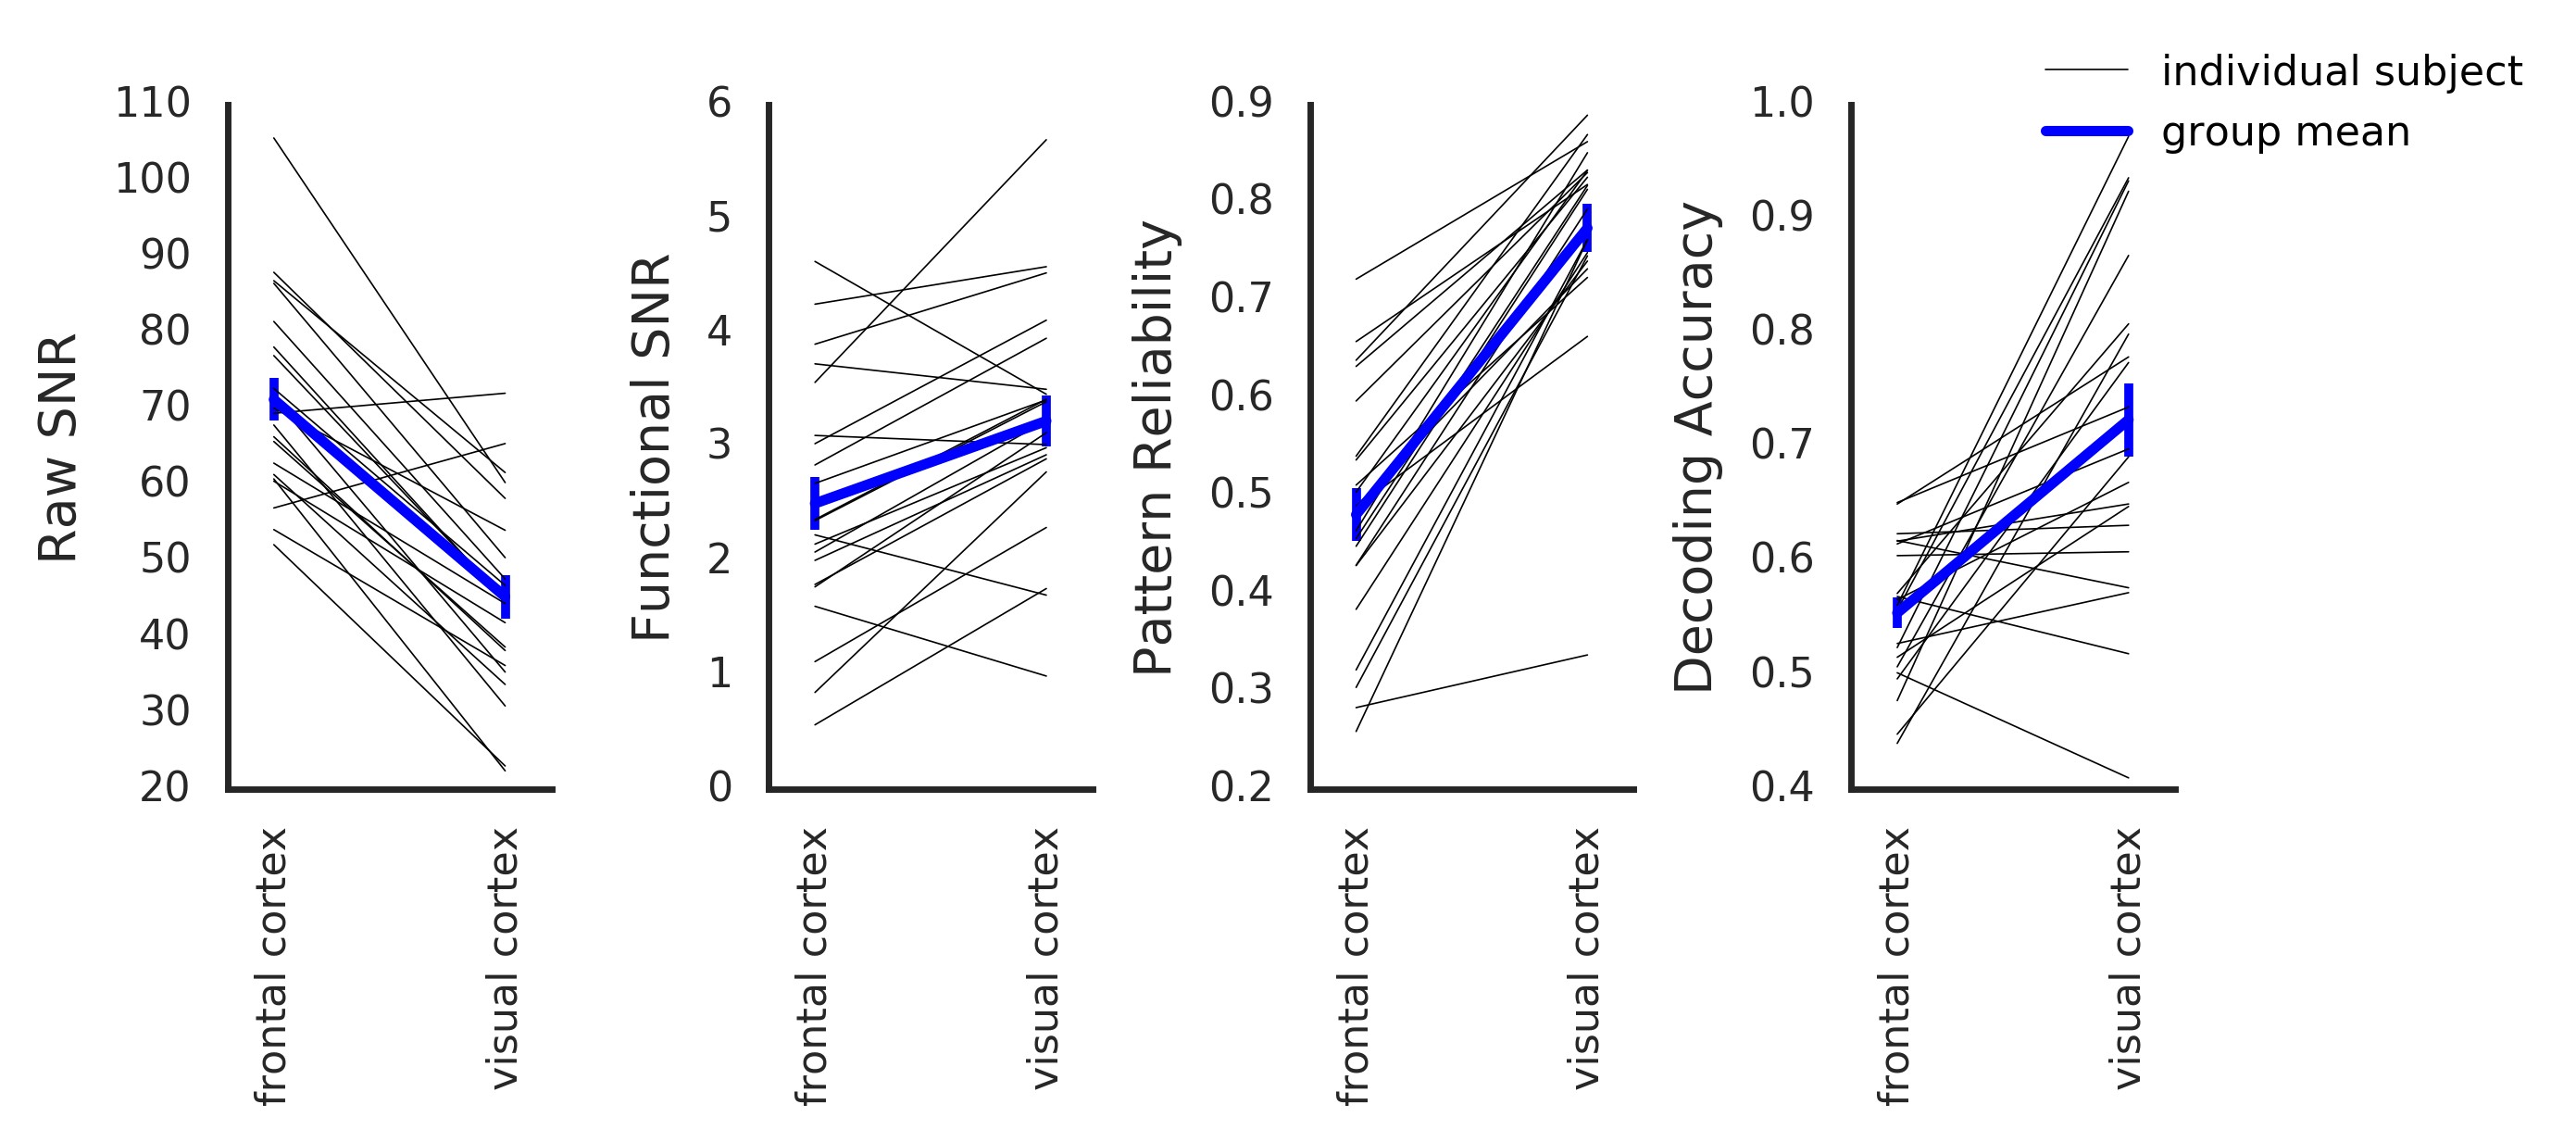 individual subject
group mean
Raw SNR
110
100
90
80
70
60
50
40
30
20
frontal cortex
visual cortex
Functional SNR
6
5
4
3
2
1
0
frontal cortex
visual cortex
Pattern Reliability
0.9
0.8
0.7
0.6
0.5
0.4
0.3
0.2
frontal cortex
visual cortex
Decoding Accuracy
1.0
0.9
0.8
0.7
0.6
0.5
0.4
frontal cortex
visual cortex